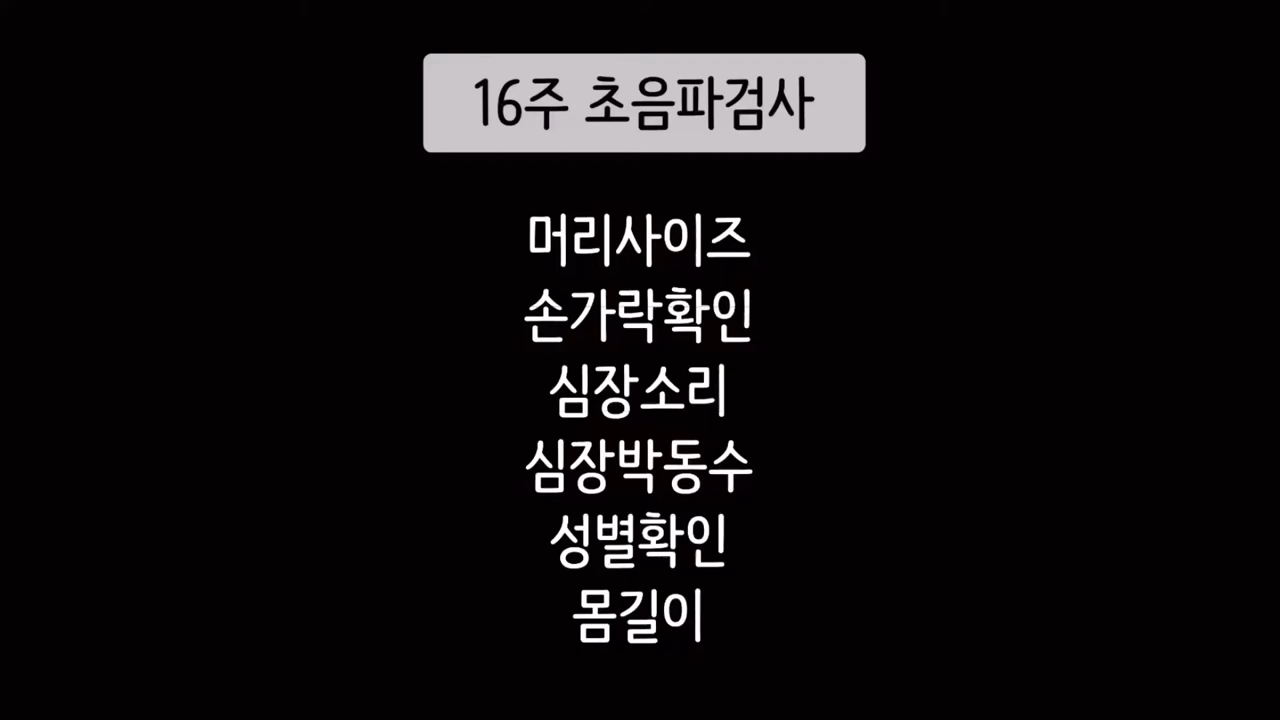 16주 초음파검사
머리사이즈
손가락확인
심장소리
심장박동수
성별확인
몸길이